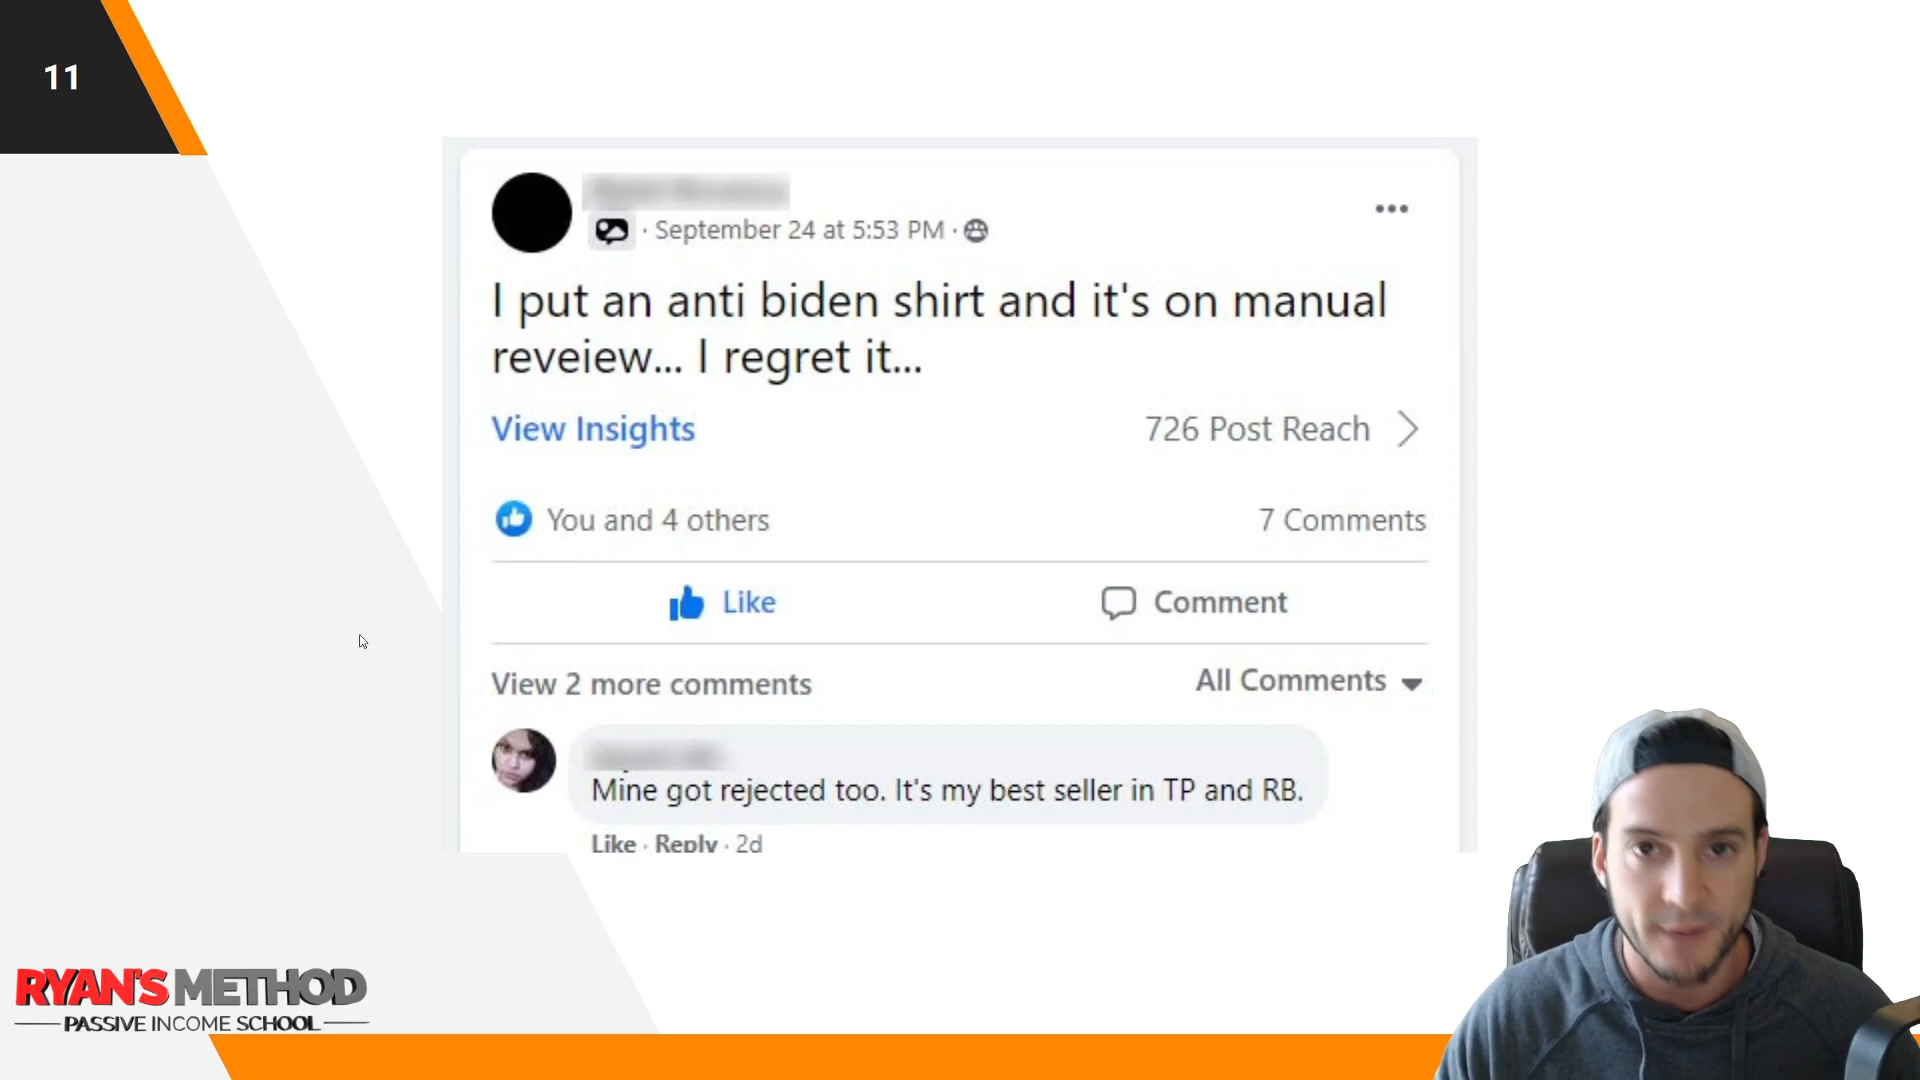 11
· September 24 at 5:53 PM ·
I put an anti biden shirt and it's on manual
reveiew... I regret it...
View Insights
726 Post Reach
You and 4 others
7 Comments
Like
Comment
View 2 more comments
All Comments
Mine got rejected too. It's my best seller in TP and RB.
Like · Reply · 2d
RYAN'S METHOD
PASSIVE INCOME SCHOOL